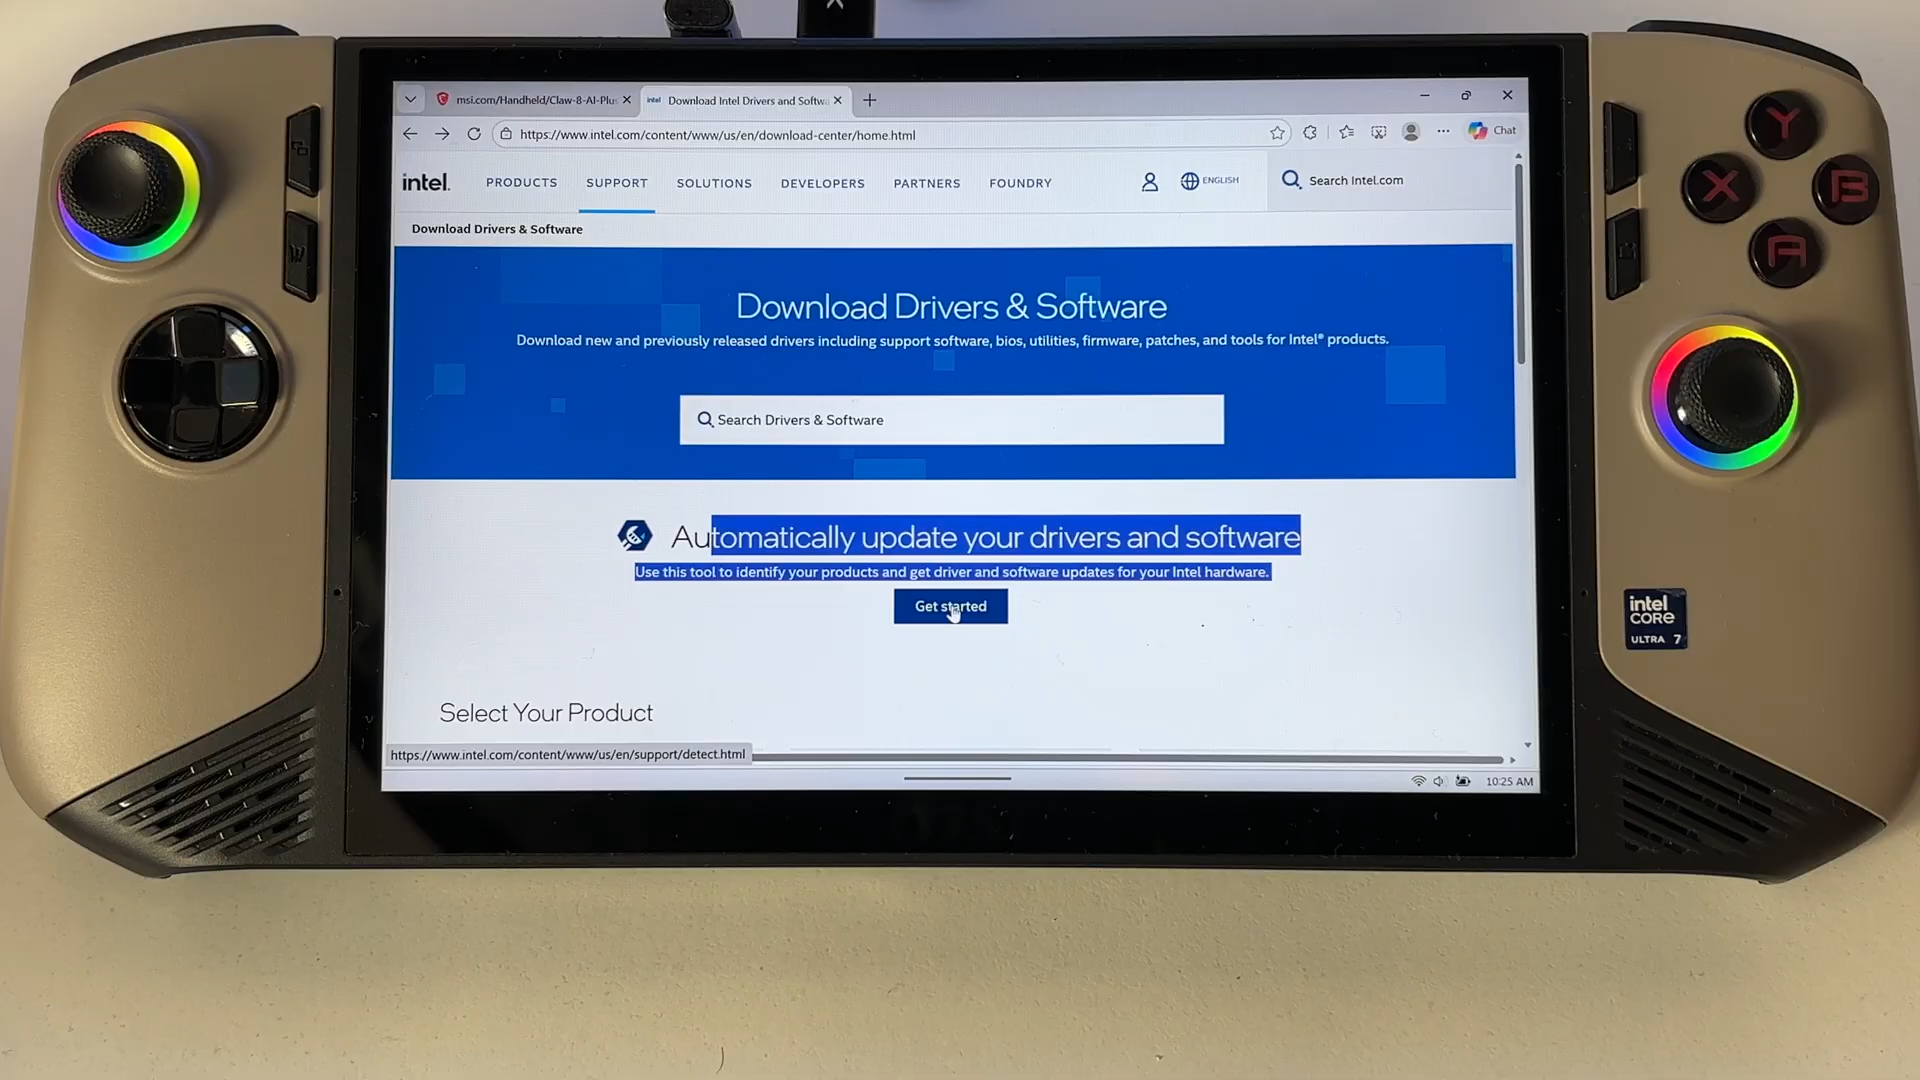 msi.com/Handheld/Claw-8-AI-Plu
intel
Download Intel Drivers and Softwa
https://www.intel.com/content/www/us/en/download-center/home.html
Chat
intel.
PRODUCTS
SUPPORT
SOLUTIONS
DEVELOPERS
PARTNERS
FOUNDRY
ENGLISH
Search Intel.com
Download Drivers & Software
Download Drivers & Software
Download new and previously released drivers including support software, bios, utilities, firmware, patches, and tools for Intel® products.
Search Drivers & Software
Automatically update your drivers and software
Use this tool to identify your products and get driver and software updates for your Intel hardware.
Get started
Select Your Product
https://www.intel.com/content/www/us/en/support/detect.html
10:25 AM
Y
X
B
A
intel
CORE
ULTRA 7